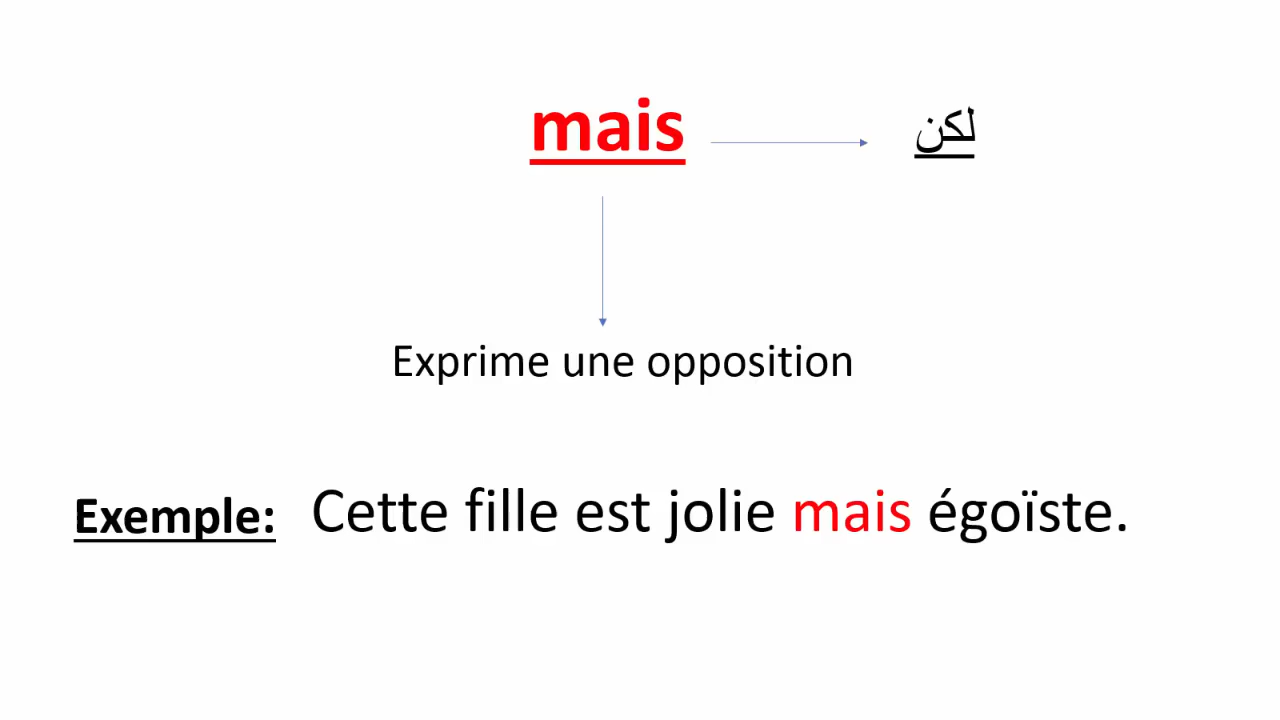 mais لكن
Exprime une opposition
Exemple: Cette fille est jolie mais égoïste.